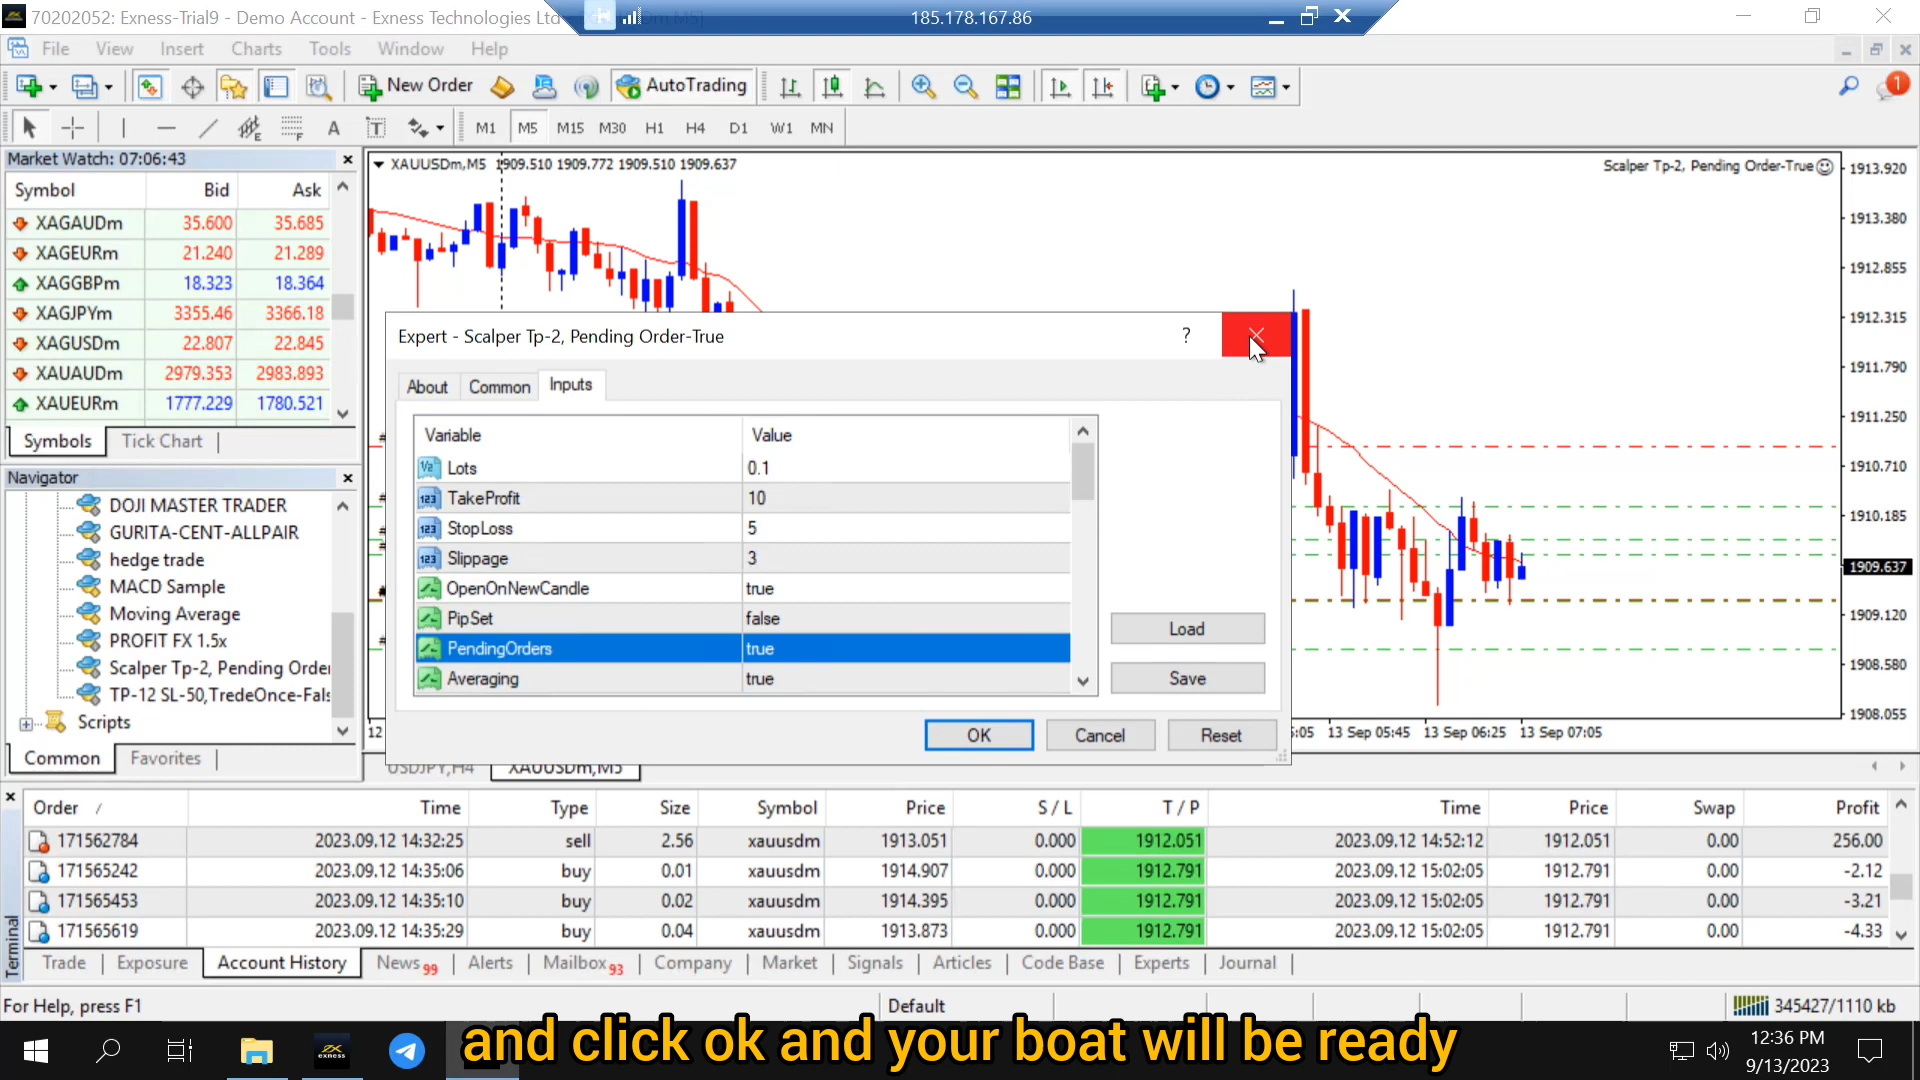 70202052: Exness-Trial9 - Demo Account - Exness Technologies Ltd
185.178.167.86
File View Insert Charts Tools Window Help
New Order AutoTrading 1
A T M1 M5 M15 M30 H1 H4 D1 W1 MN
Market Watch: 07:06:43
Symbol Bid Ask
XAGAUDm 35.600 35.685
XAGEURm 21.240 21.289
XAGGBPm 18.323 18.364
XAGJPYm 3355.46 3366.18
XAGUSDm 22.807 22.845
XAUAUDm 2979.353 2983.893
XAUEURm 1777.229 1780.521
Symbols Tick Chart
Navigator
DOJI MASTER TRADER
GURITA-CENT-ALLPAIR
hedge trade
MACD Sample
Moving Average
PROFIT FX 1.5x
Scalper Tp-2, Pending Order
TP-12 SL-50,TredeOnce-Fals
Scripts
Common Favorites
XAUUSDm,M5 1909.510 1909.772 1909.510 1909.637
Scalper Tp-2, Pending Order-True
1913.920
1913.380
1912.855
1912.315
1911.790
1911.250
1910.710
1910.185
1909.637
1909.120
1908.580
1908.055
Expert - Scalper Tp-2, Pending Order-True ?
About Common Inputs
Variable Value
Lots 0.1
TakeProfit 10
StopLoss 5
Slippage 3
OpenOnNewCandle true
PipSet false
PendingOrders true
Averaging true
Load
Save
OK Cancel Reset
12 5:05 13 Sep 05:45 13 Sep 06:25 13 Sep 07:05
USDJPY,H4 XAUUSDm,M5
Order / Time Type Size Symbol Price S / L T / P Time Price Swap Profit
171562784 2023.09.12 14:32:25 sell 2.56 xauusdm 1913.051 0.000 1912.051 2023.09.12 14:52:12 1912.051 0.00 256.00
171565242 2023.09.12 14:35:06 buy 0.01 xauusdm 1914.907 0.000 1912.791 2023.09.12 15:02:05 1912.791 0.00 -2.12
171565453 2023.09.12 14:35:10 buy 0.02 xauusdm 1914.395 0.000 1912.791 2023.09.12 15:02:05 1912.791 0.00 -3.21
171565619 2023.09.12 14:35:29 buy 0.04 xauusdm 1913.873 0.000 1912.791 2023.09.12 15:02:05 1912.791 0.00 -4.33
Terminal
Trade Exposure Account History News 99 Alerts Mailbox 93 Company Market Signals Articles Code Base Experts Journal
For Help, press F1 Default 345427/1110 kb
and click ok and your boat will be ready
exness
12:36 PM
9/13/2023